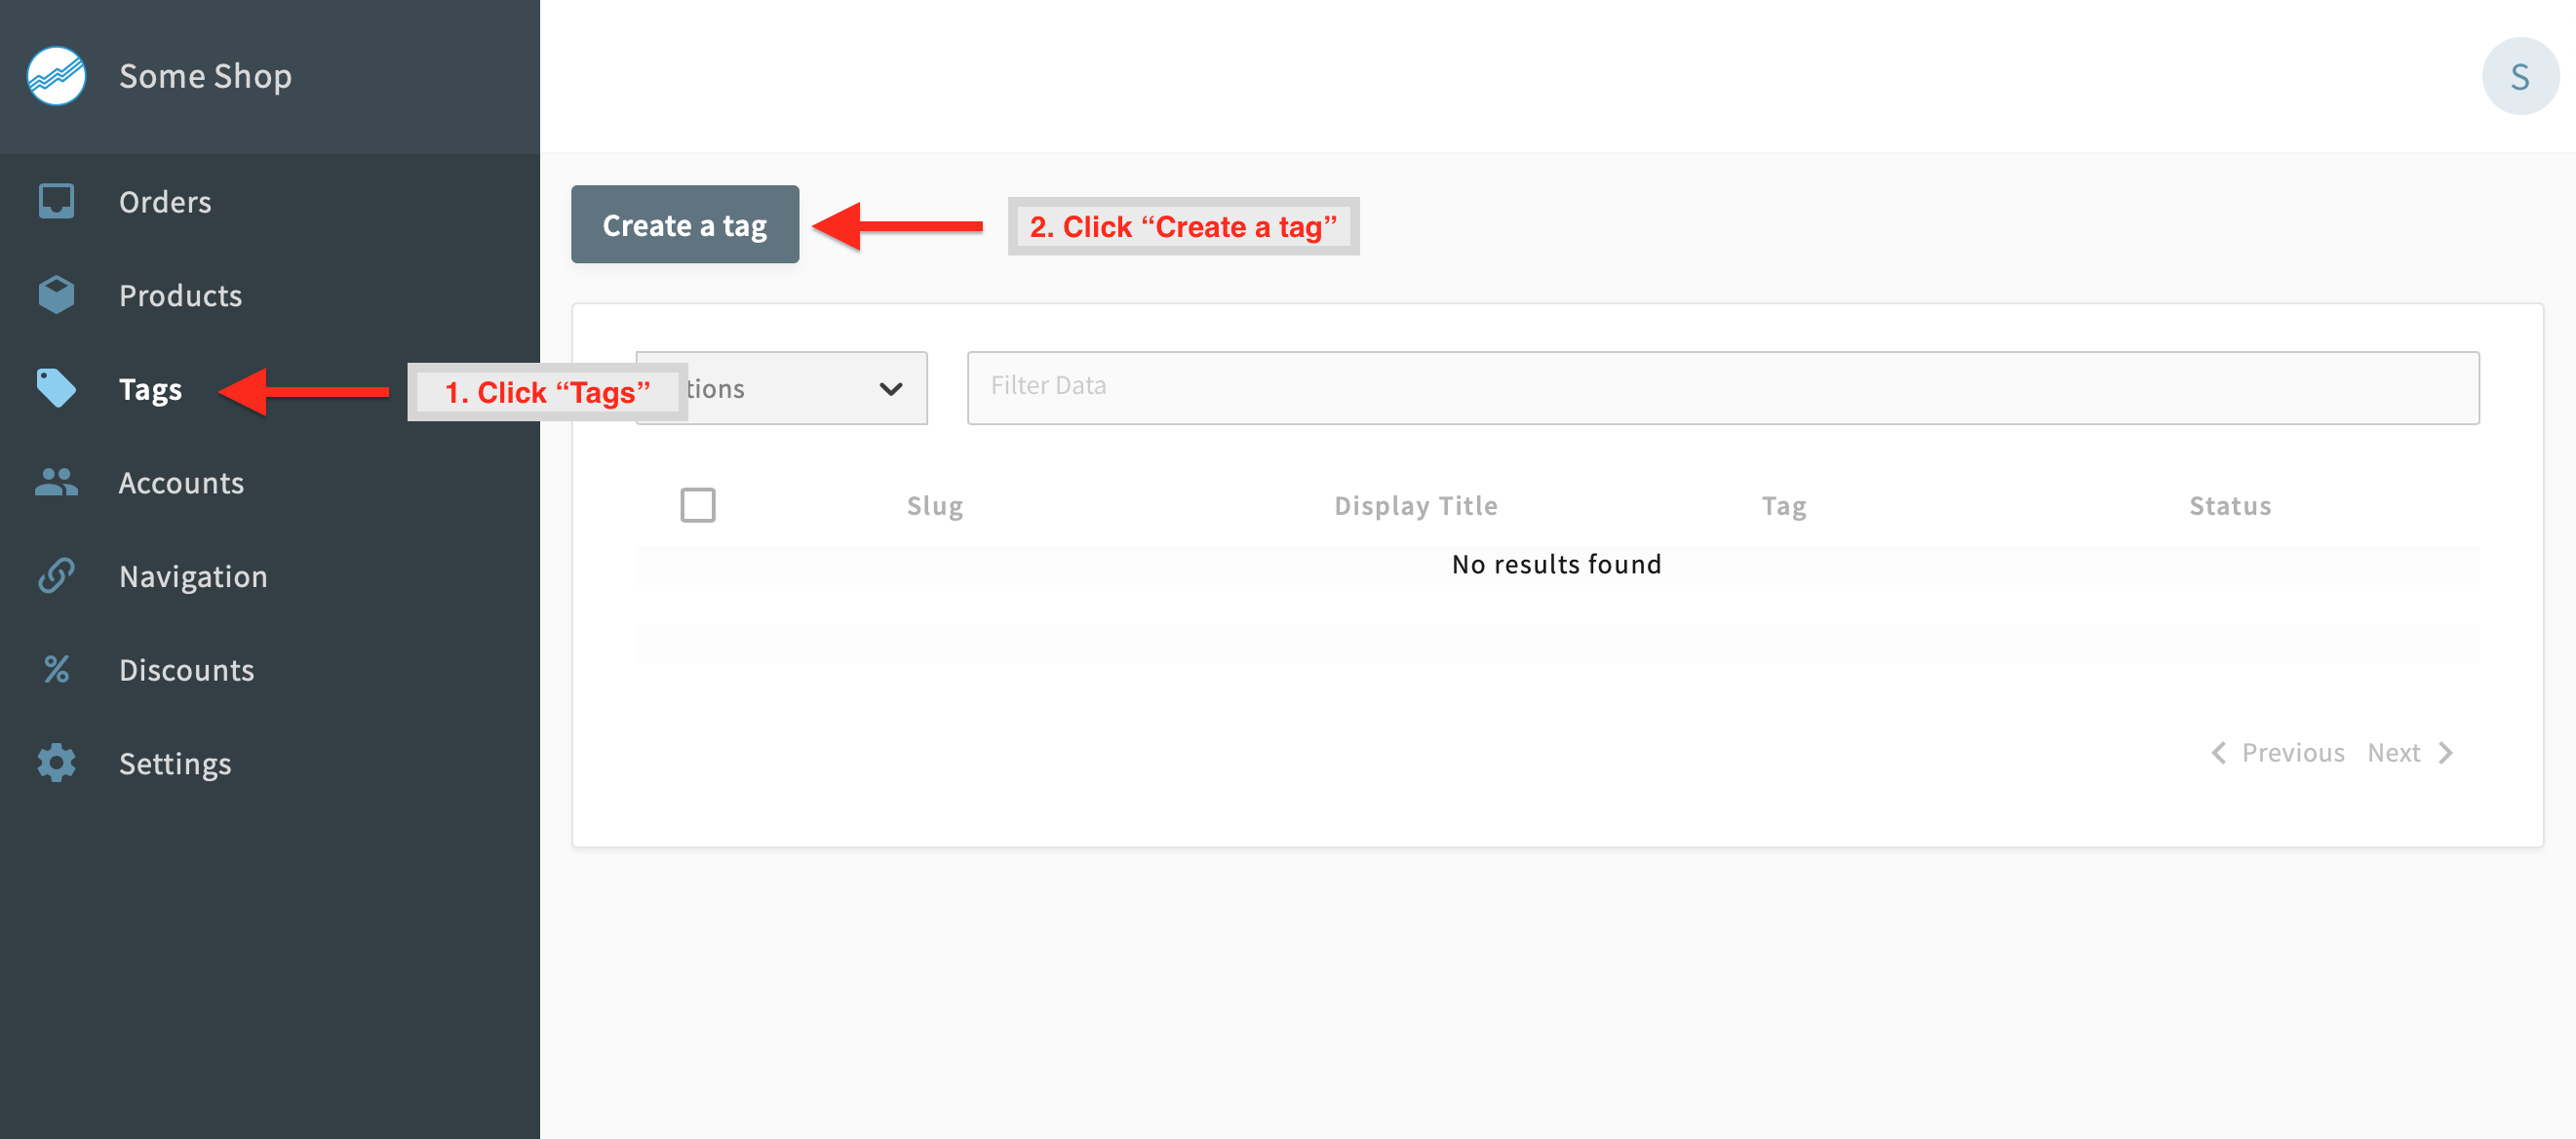 Some Shop
S
Orders
Products
Tags
Accounts
Navigation
Discounts
Settings
Create a tag
2. Click “Create a tag”
1. Click “Tags”
tions
Filter Data
Slug Display Title Tag Status
No results found
Previous Next